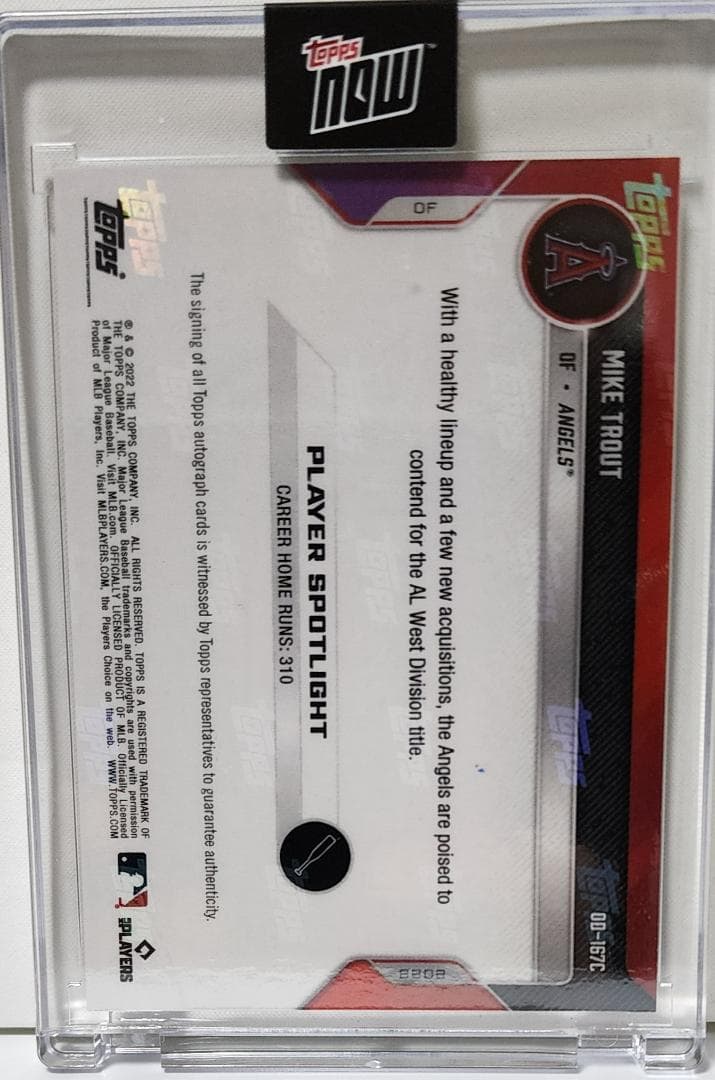 topps
now
topps
MIKE TROUT
OD-167C
A
OF • ANGELS®
OF
With a healthy lineup and a few new acquisitions, the Angels are poised to
contend for the AL West Division title.
PLAYER SPOTLIGHT
CAREER HOME RUNS: 310
The signing of all Topps autograph cards is witnessed by Topps representatives to guarantee authenticity.
topps
topps®
® & © 2022 THE TOPPS COMPANY, INC. ALL RIGHTS RESERVED. TOPPS IS A REGISTERED TRADEMARK OF
THE TOPPS COMPANY, INC. Major League Baseball trademarks and copyrights are used with permission
of Major League Baseball. Visit MLB.com. OFFICIALLY LICENSED PRODUCT OF MLB. Officially Licensed
Product of MLB Players, Inc. Visit MLBPLAYERS.COM, the Players Choice on the web. WWW.TOPPS.COM
PLAYERS